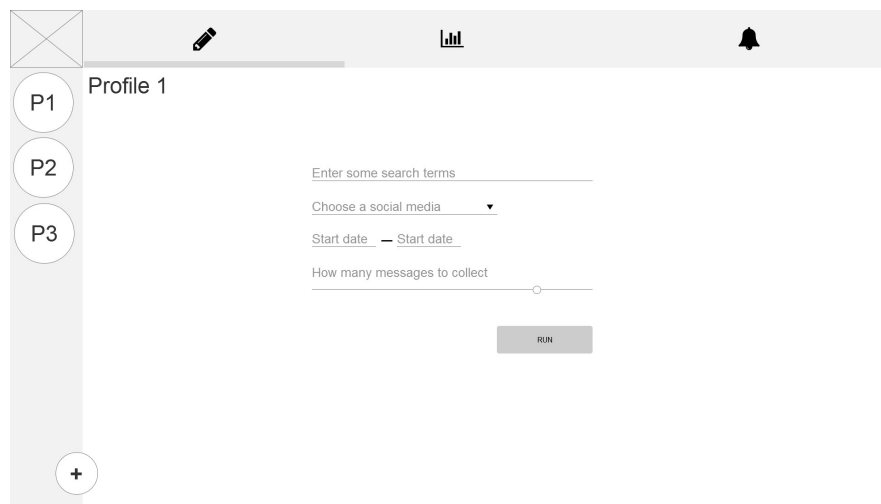 Profile 1
P1
P2
P3
Enter some search terms
Choose a social media
Start date — Start date
How many messages to collect
RUN
+